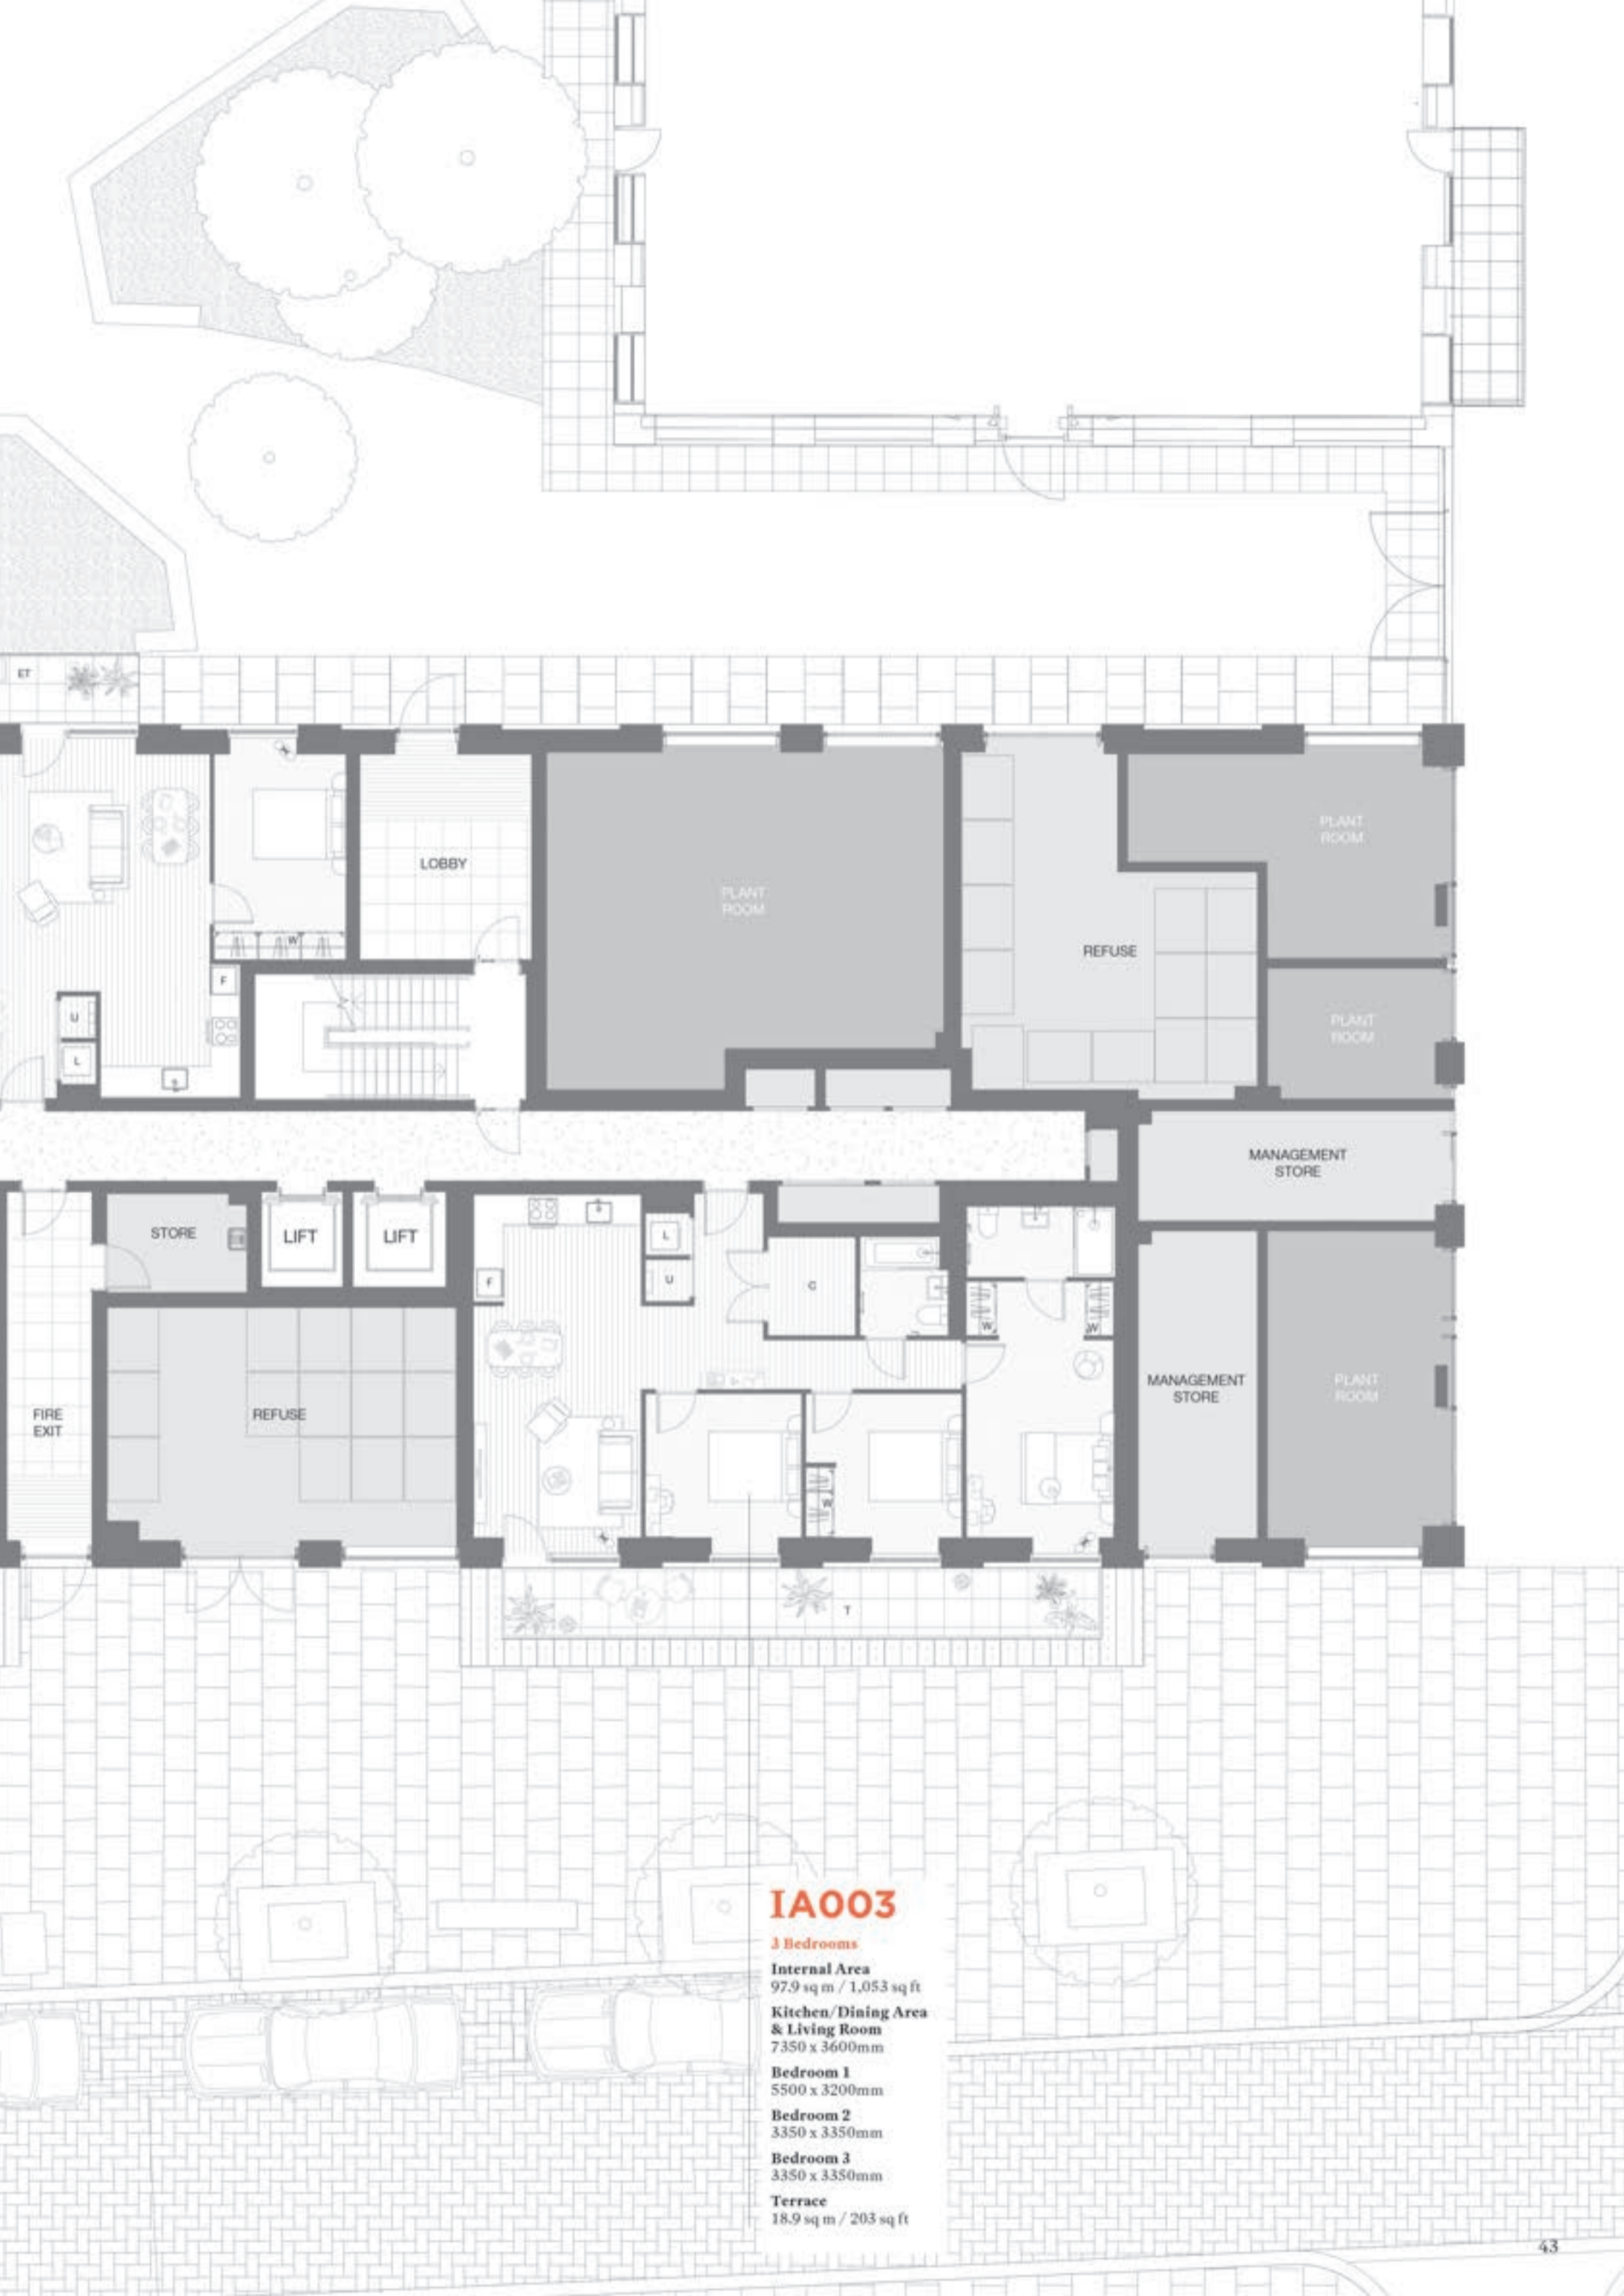 ET
LOBBY
PLANT
ROOM
PLANT
ROOM
W
F
REFUSE
U
PLANT
ROOM
L
MANAGEMENT
STORE
STORE
LIFT
LIFT
L
F
U
C
W
W
FIRE
EXIT
REFUSE
MANAGEMENT
STORE
PLANT
ROOM
W
T
IA003
3 Bedrooms
Internal Area
97.9 sq m / 1,053 sq ft
Kitchen/Dining Area
& Living Room
7350 x 3600mm
Bedroom 1
5500 x 3200mm
Bedroom 2
3350 x 3350mm
Bedroom 3
3350 x 3350mm
Terrace
18.9 sq m / 203 sq ft
43